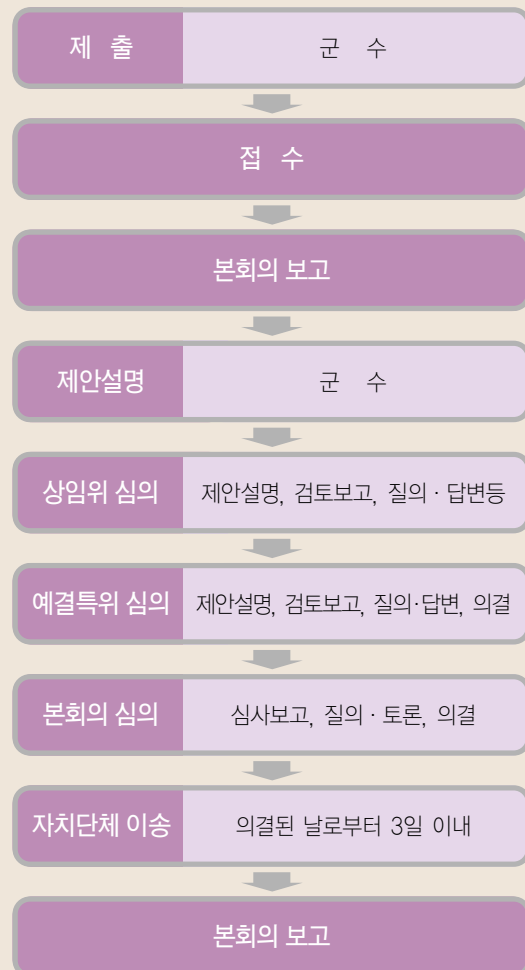 제 출 군 수
접 수
본회의 보고
제안설명 군 수
상임위 심의 제안설명, 검토보고, 질의 · 답변등
예결특위 심의 제안설명, 검토보고, 질의·답변, 의결
본회의 심의 심사보고, 질의 · 토론, 의결
자치단체 이송 의결된 날로부터 3일 이내
본회의 보고